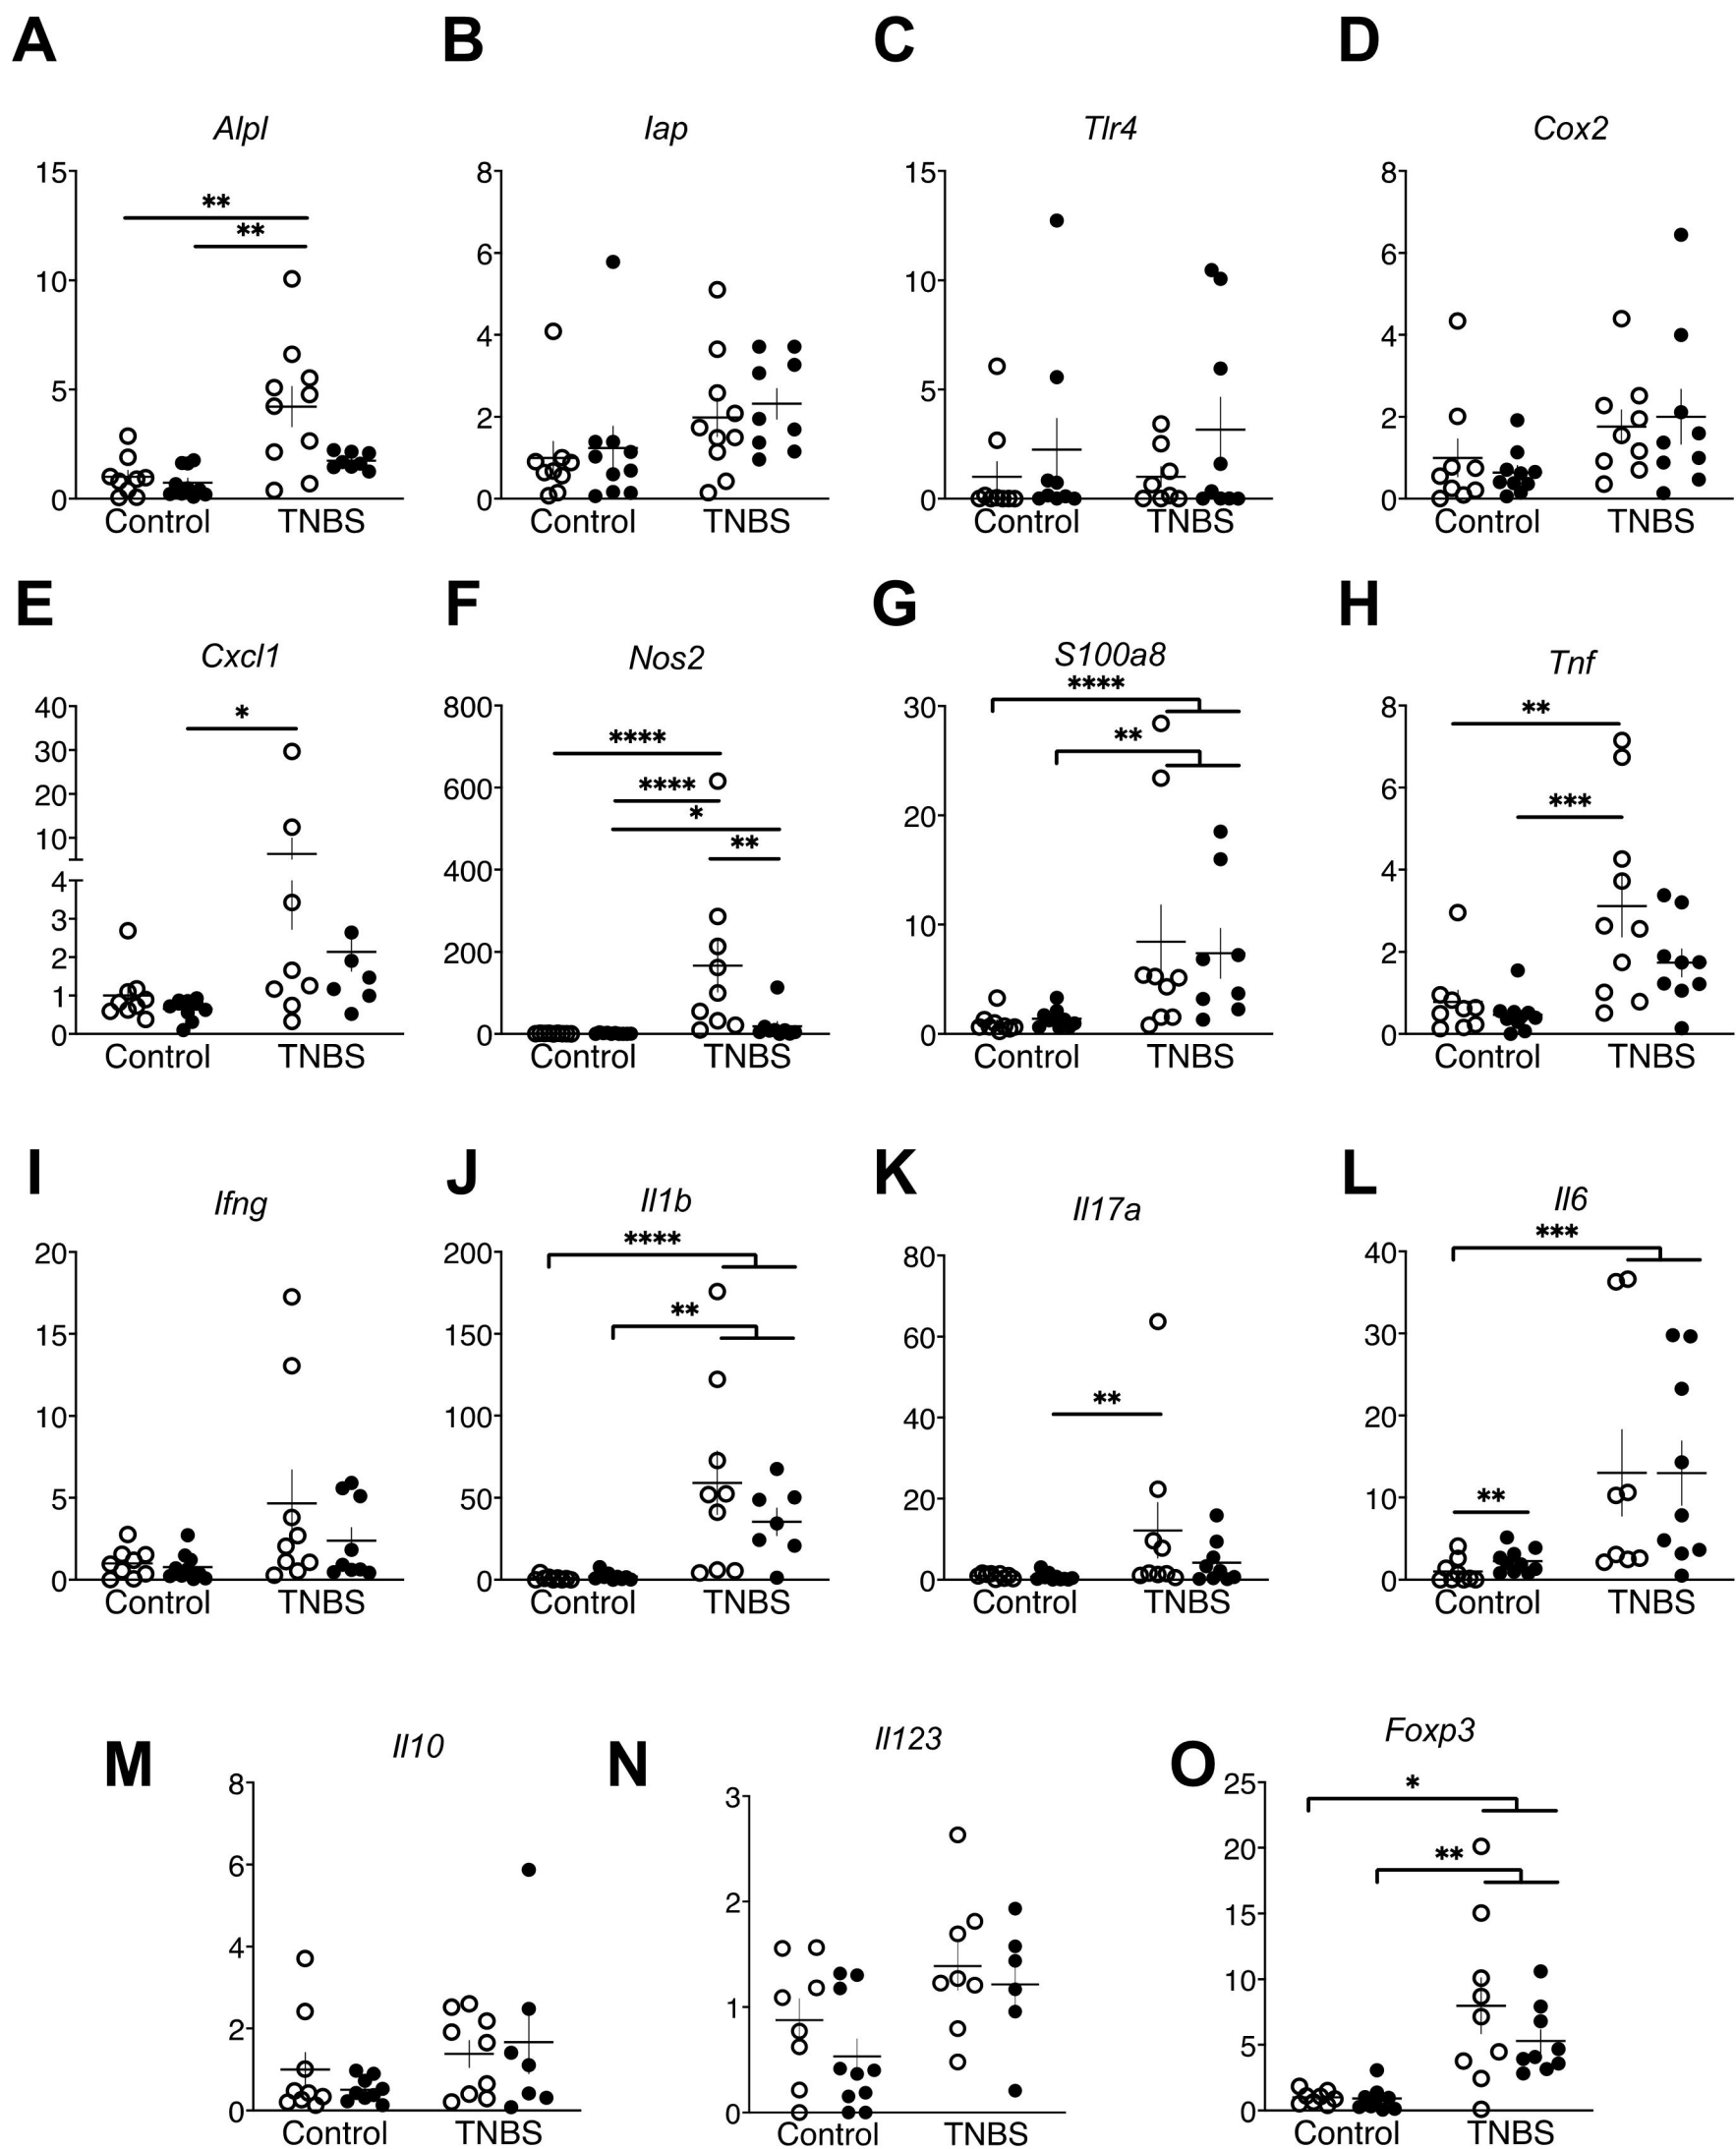 A B C D
Alpl Iap Tlr4 Cox2
15 8 15 8
**
**
6 6
10 10
4 4
5 5
2 2
0 0 0 0
Control TNBS Control TNBS Control TNBS Control TNBS
E F G H
Cxcl1 Nos2 S100a8 Tnf
****
40 800 30 8
* **
**** **
30
600 6
20 20
**** ***
*
10
**
400 4
4
3 10
2 200 2
1
0 0 0 0
Control TNBS Control TNBS Control TNBS Control TNBS
I J K L
Ifng Il1b Il17a Il6
**** ***
20 200 80 40
**
15 150 60 30
**
10 100 40 20
5 50 20 10
**
0 0 0 0
Control TNBS Control TNBS Control TNBS Control TNBS
M N O
Il10 Il123 Foxp3
8 3 25
*
6 20
**
2 15
4
10
1
2 5
0 0 0
Control TNBS Control TNBS Control TNBS